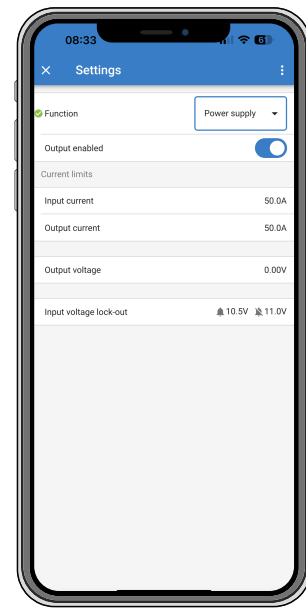 08:33
61
Settings
Function
Power supply
Output enabled
Current limits
Input current 50.0A
Output current 50.0A
Output voltage 0.00V
Input voltage lock-out 10.5V 11.0V